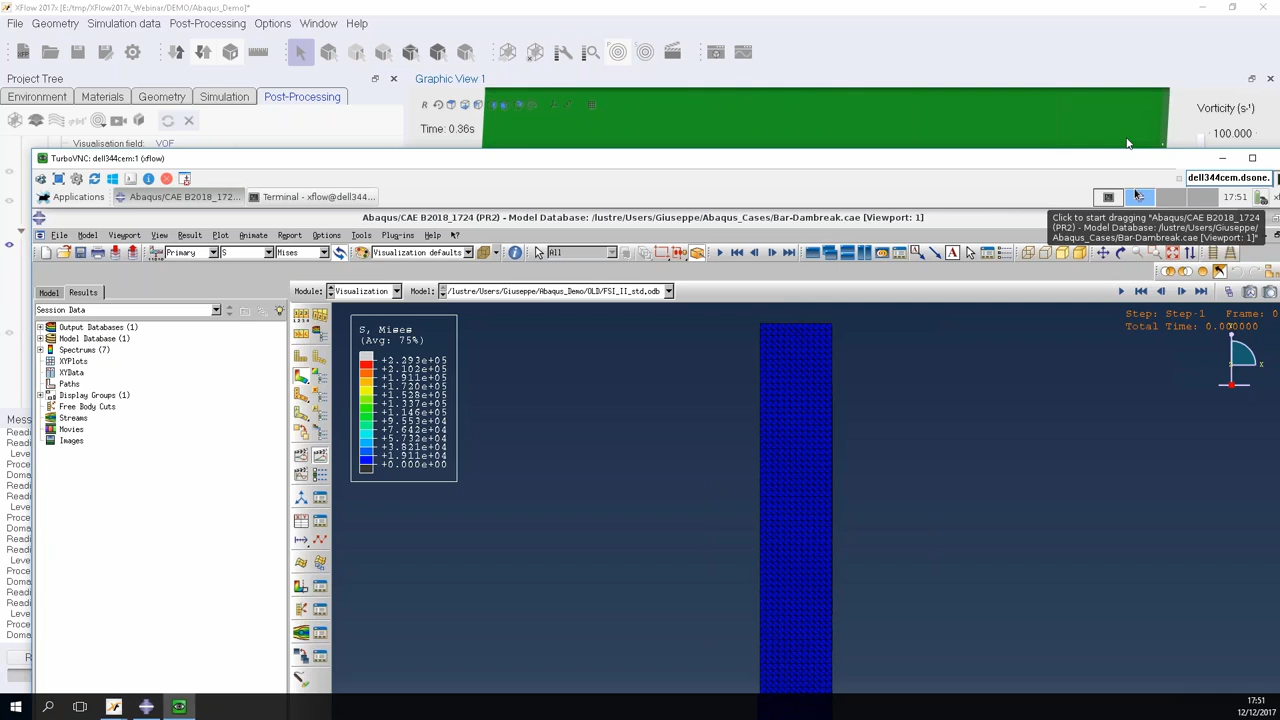 XFlow 2017x [E:/tmp/XFlow2017x_Webinar/DEMO/Abaqus_Demo]*
File Geometry Simulation data Post-Processing Options Window Help
Project Tree
Graphic View 1
Environment Materials Geometry Simulation Post-Processing
R
Time: 0.36s
Vorticity (s⁻¹)
100.000
Visualisation field: VOF
TurboVNC: dell344cem:1 (xflow)
dell344cem.dsone.
Applications Abaqus/CAE B2018_172... Terminal - xflow@dell344... 17:51
Abaqus/CAE B2018_1724 (PR2) - Model Database: /lustre/Users/Giuseppe/Abaqus_Cases/Bar-Dambreak.cae [Viewport: 1]
Click to start dragging "Abaqus/CAE B2018_1724
(PR2) - Model Database: /lustre/Users/Giuseppe/
Abaqus_Cases/Bar-Dambreak.cae [Viewport: 1]"
File Model Viewport View Result Plot Animate Report Options Tools Plug-ins Help
Primary S Mises Visualization defaults All
Model Results
Module: Visualization Model: /lustre/Users/Giuseppe/Abaqus_Demo/OLD/FSI_II_std.odb
Session Data
Output Databases (1)
Model Database (1)
Spectrums (7)
XYPlots
XYData
Paths
Display Groups (1)
Free Body Cuts
Streams
Movies
Images
S, Mises
(Avg: 75%)
+2.293e+05
+2.102e+05
+1.911e+05
+1.720e+05
+1.528e+05
+1.337e+05
+1.146e+05
+9.553e+04
+7.642e+04
+5.732e+04
+3.821e+04
+1.911e+04
+0.000e+00
Step: Step-1 Frame: 0
Total Time: 0.000000
Mess
Readi
Leve
Proce
Doma
17:51
12/12/2017